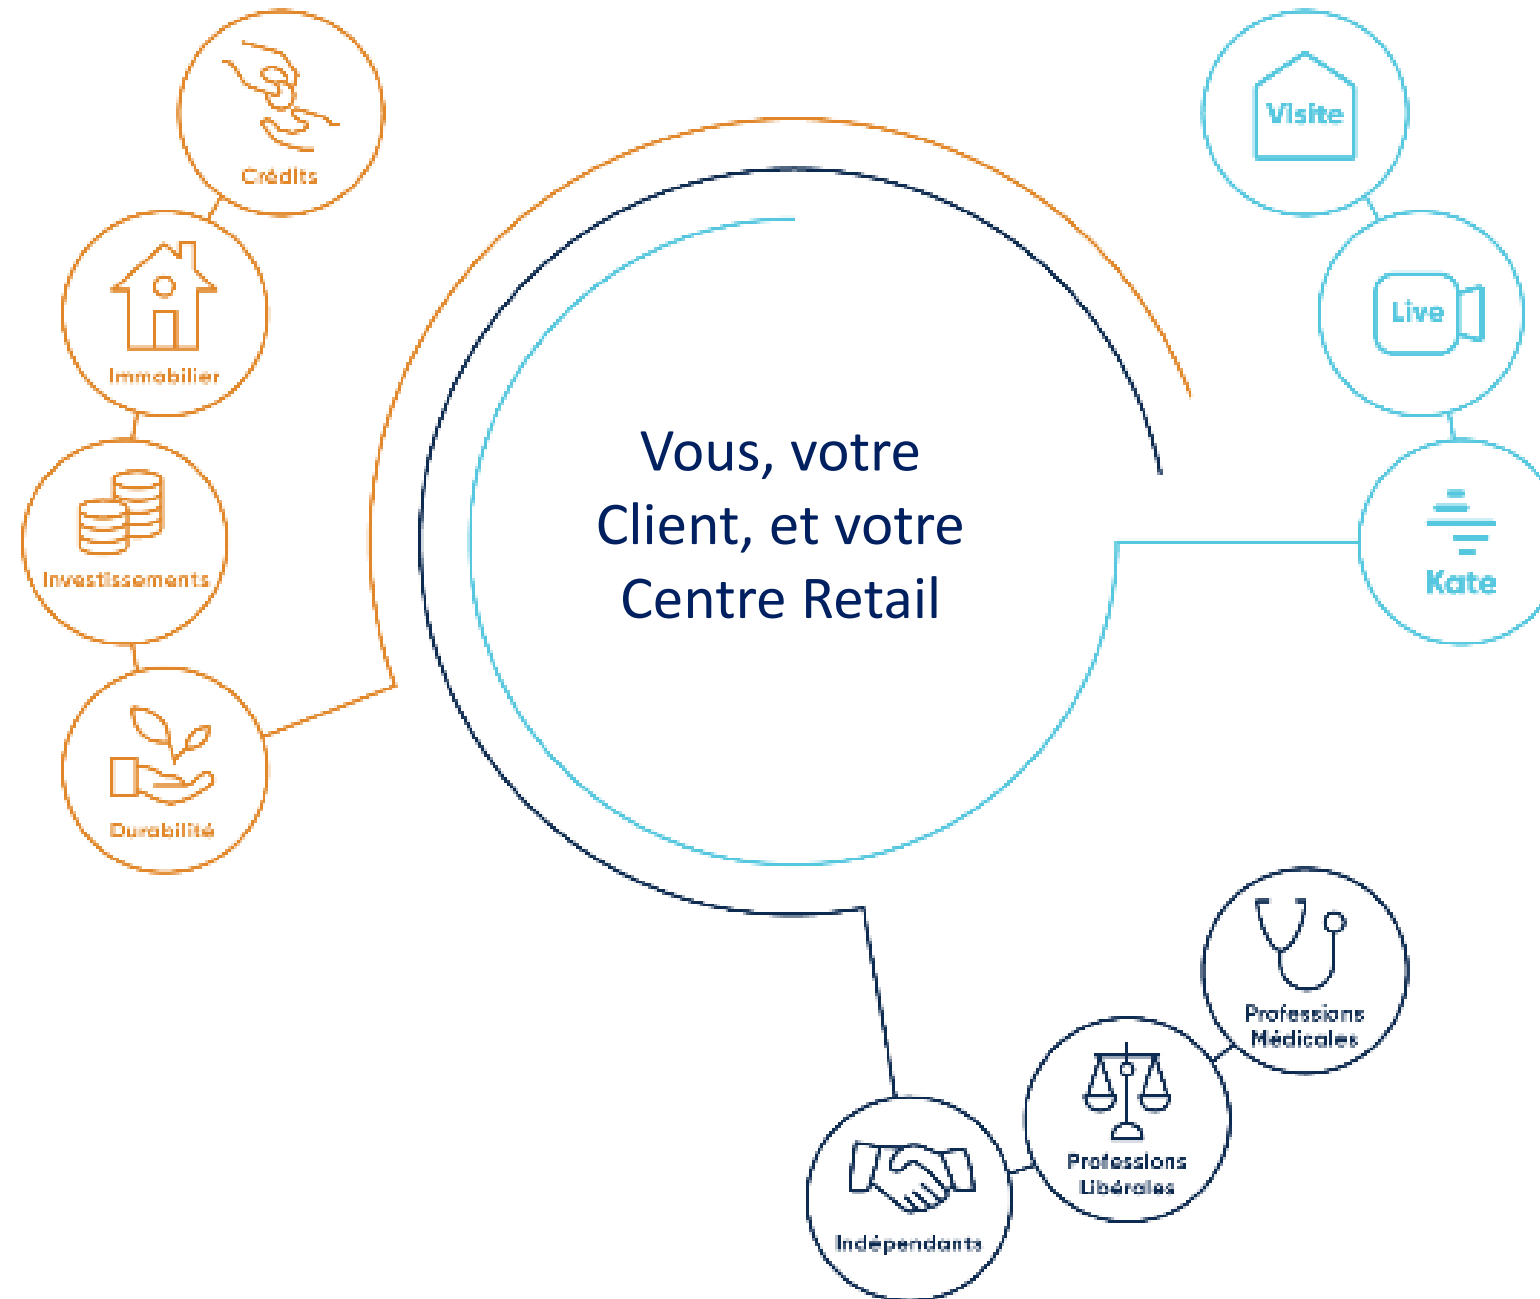 Crédits
Immobilier
Investissements
Durabilité
Vous, votre
Client, et votre
Centre Retail
Visite
Live
Kate
Professions
Médicales
Professions
Libérales
Indépendants